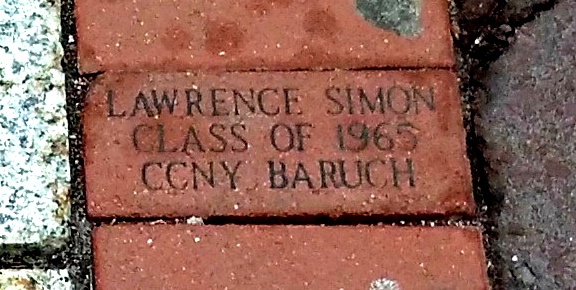 LAWRENCE SIMON
CLASS OF 1965
CCNY BARUCH